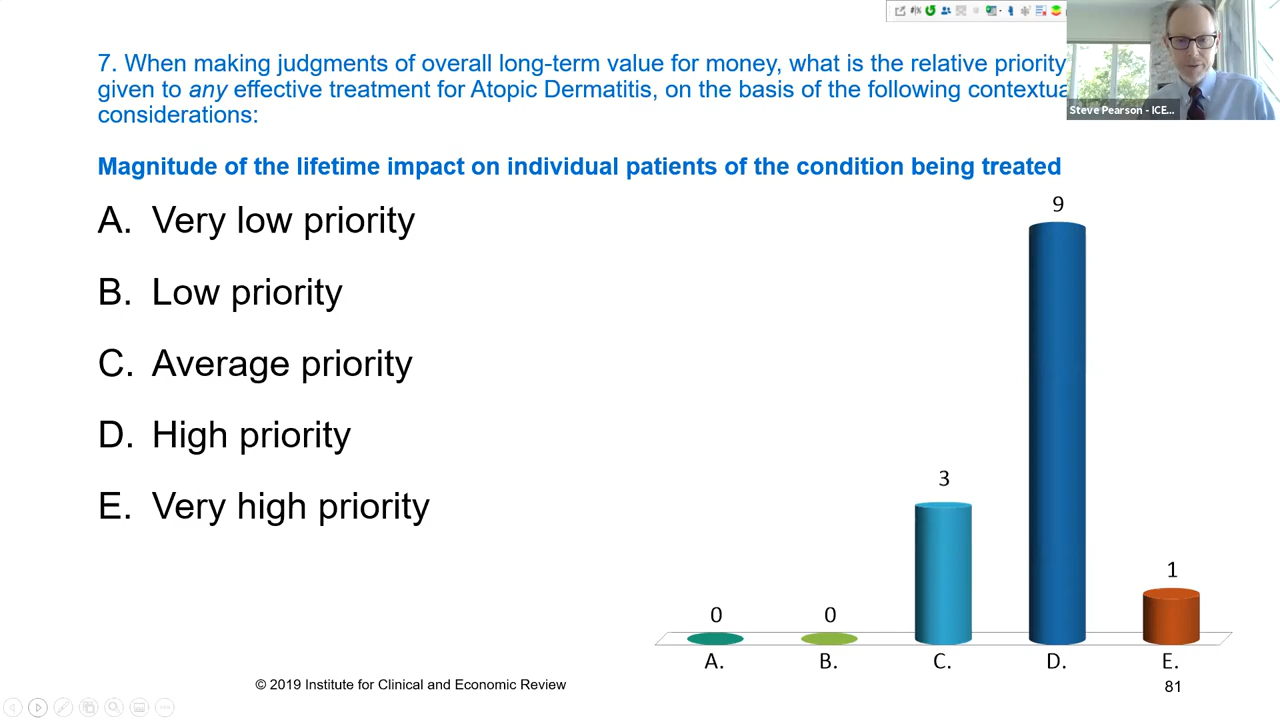 7. When making judgments of overall long-term value for money, what is the relative priority
given to any effective treatment for Atopic Dermatitis, on the basis of the following contextua
considerations:
Steve Pearson - ICE...
Magnitude of the lifetime impact on individual patients of the condition being treated
A. Very low priority
B. Low priority
C. Average priority
D. High priority
E. Very high priority
9
3
1
0 0
A. B. C. D. E.
© 2019 Institute for Clinical and Economic Review
81